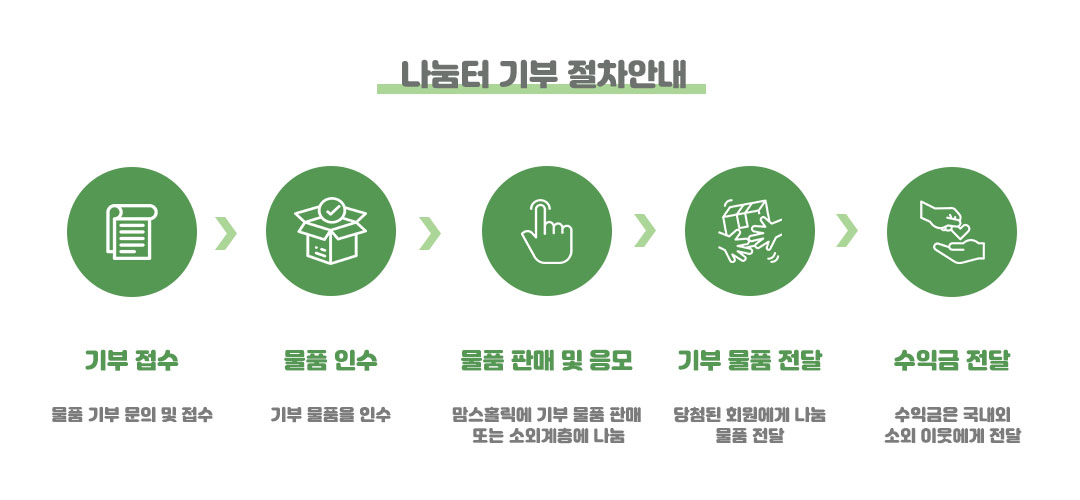 나눔터 기부 절차안내
기부 접수
물품 기부 문의 및 접수
물품 인수
기부 물품을 인수
물품 판매 및 응모
맘스홀릭에 기부 물품 판매
또는 소외계층에 나눔
기부 물품 전달
당첨된 회원에게 나눔
물품 전달
수익금 전달
수익금은 국내외
소외 이웃에게 전달